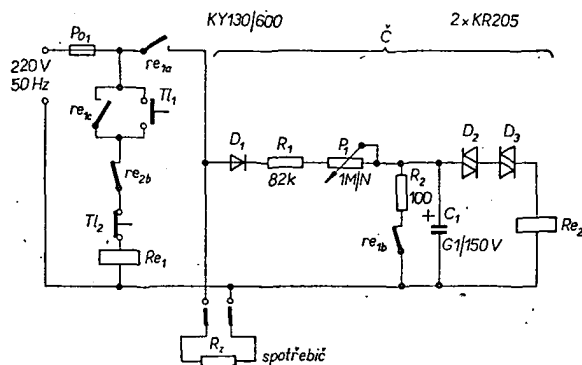 KY130/600 Č 2×KR205
Po₁
re₁ₐ
220 V
50 Hz
re₁c
Tl₁
D₁ R₁ P₁ D₂ D₃
82k 1M/N
R₂
100
C₁
+
G1/150 V
re₂b
Tl₂
re₁b
Re₁
Re₂
Rz spotřebič